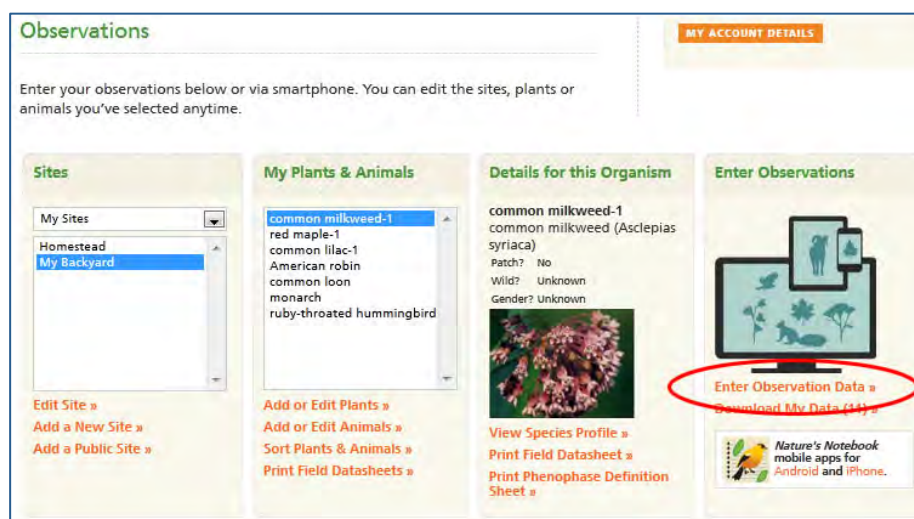 Observations
MY ACCOUNT DETAILS
Enter your observations below or via smartphone. You can edit the sites, plants or
animals you've selected anytime.
Sites
My Sites
Homestead
My Backyard
Edit Site »
Add a New Site »
Add a Public Site »
My Plants & Animals
common milkweed-1
red maple-1
common lilac-1
American robin
common loon
monarch
ruby-throated hummingbird
Add or Edit Plants »
Add or Edit Animals »
Sort Plants & Animals »
Print Field Datasheets »
Details for this Organism
common milkweed-1
common milkweed (Asclepias
syriaca)
Patch? No
Wild? Unknown
Gender? Unknown
View Species Profile »
Print Field Datasheet »
Print Phenophase Definition
Sheet »
Enter Observations
Enter Observation Data »
Download My Data (11) »
Nature's Notebook
mobile apps for
Android and iPhone.